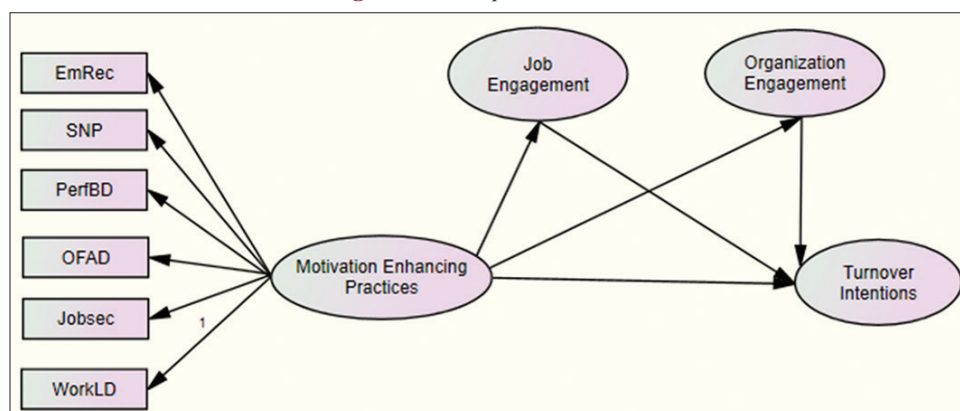 EmRec
SNP
PerfBD
OFAD
Jobsec
1
WorkLD
Motivation Enhancing
Practices
Job
Engagement
Organization
Engagement
Turnover
Intentions